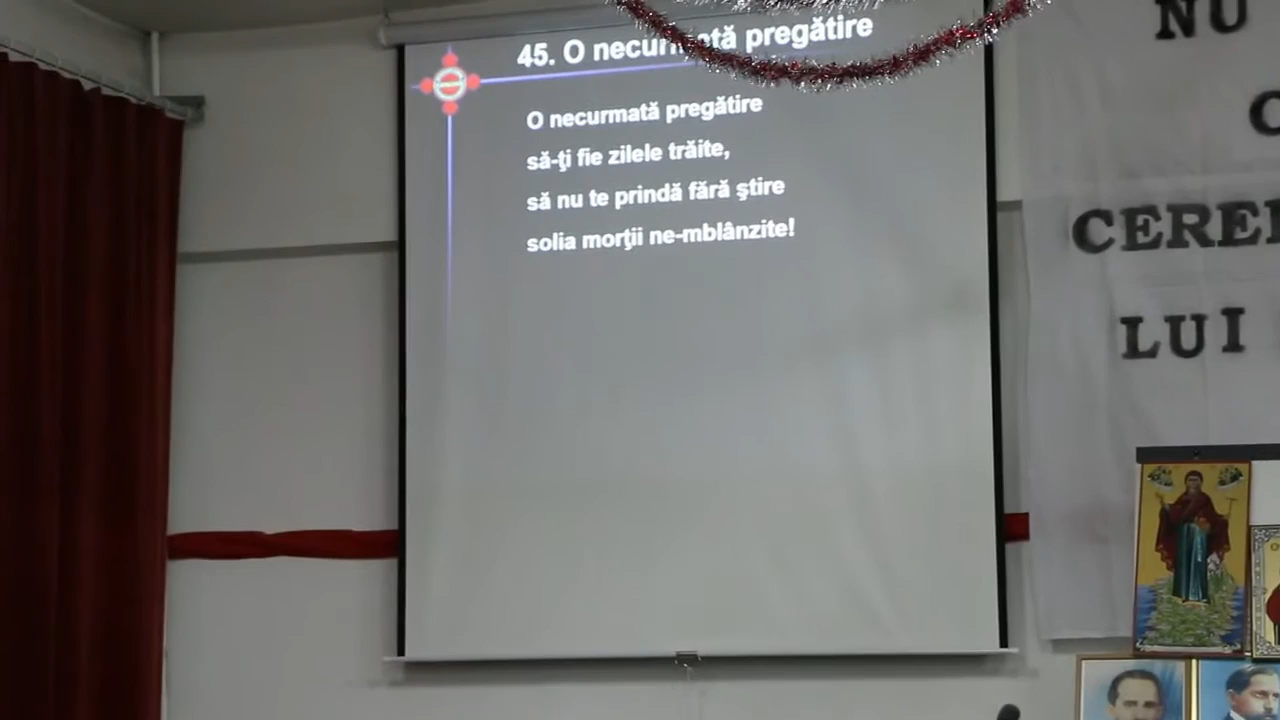 45. O necurmată pregătire
O necurmată pregătire
să-ţi fie zilele trăite,
să nu te prindă fără ştire
solia morţii ne-mblânzite!
NU
LUI